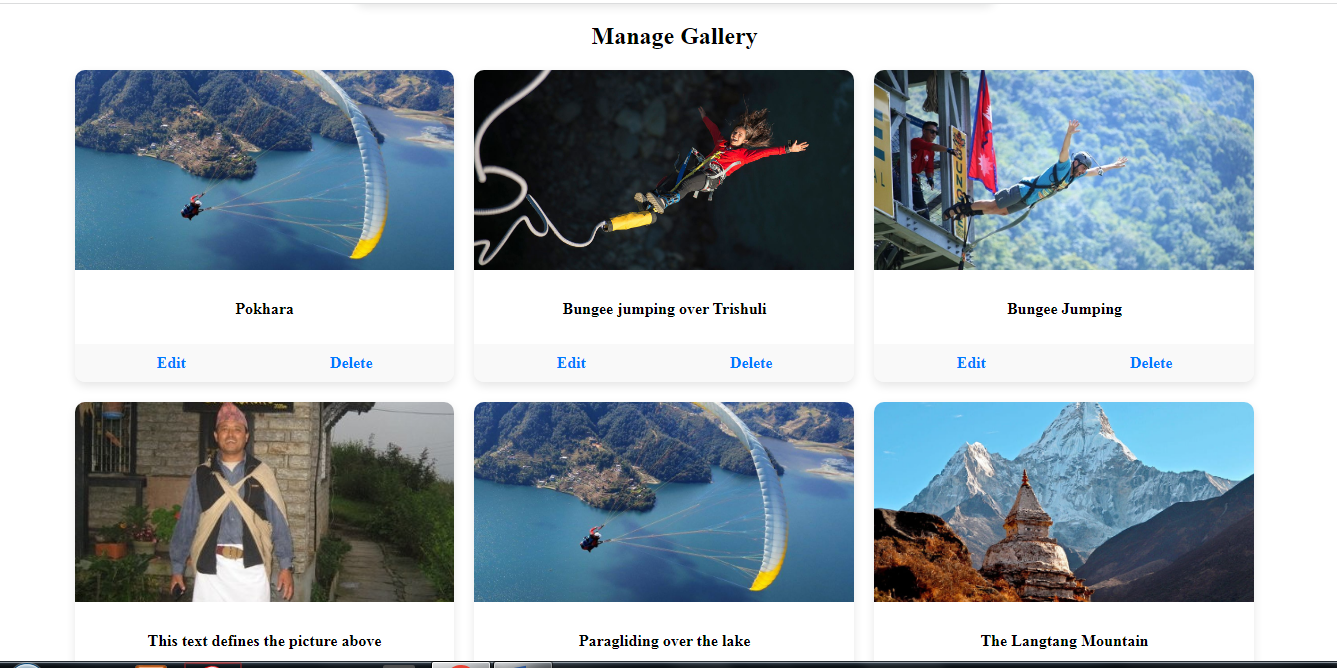 Manage Gallery
Pokhara
Bungee jumping over Trishuli
Bungee Jumping
Edit
Delete
Edit
Delete
Edit
Delete
This text defines the picture above
Paragliding over the lake
The Langtang Mountain